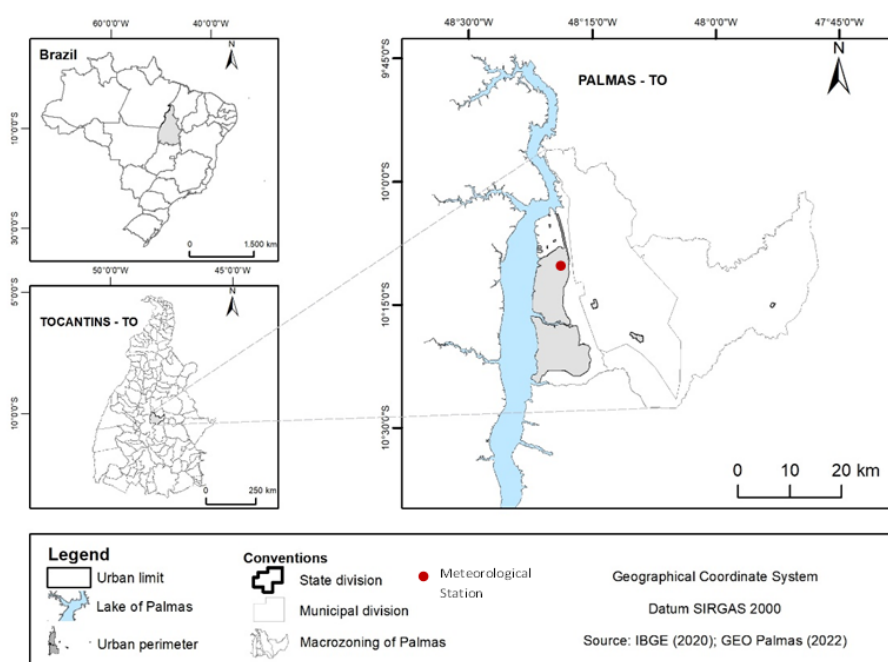 60°0'0"W
40°0'0"W
Brazil
N
10°0'0"S
30°0'0"S
0
1.500 km
50°0'0"W
45°0'0"W
5°0'0"S
TOCANTINS - TO
N
10°0'0"S
0
250 km
48°30'0"W
48°15'0"W
48°0'0"W
47°45'0"W
9°45'0"S
PALMAS - TO
N
10°0'0"S
10°15'0"S
10°30'0"S
0 10 20 km
Legend
Urban limit
Lake of Palmas
Urban perimeter
Conventions
State division
Municipal division
Macrozoning of Palmas
Meteorological
Station
Geographical Coordinate System
Datum SIRGAS 2000
Source: IBGE (2020); GEO Palmas (2022)